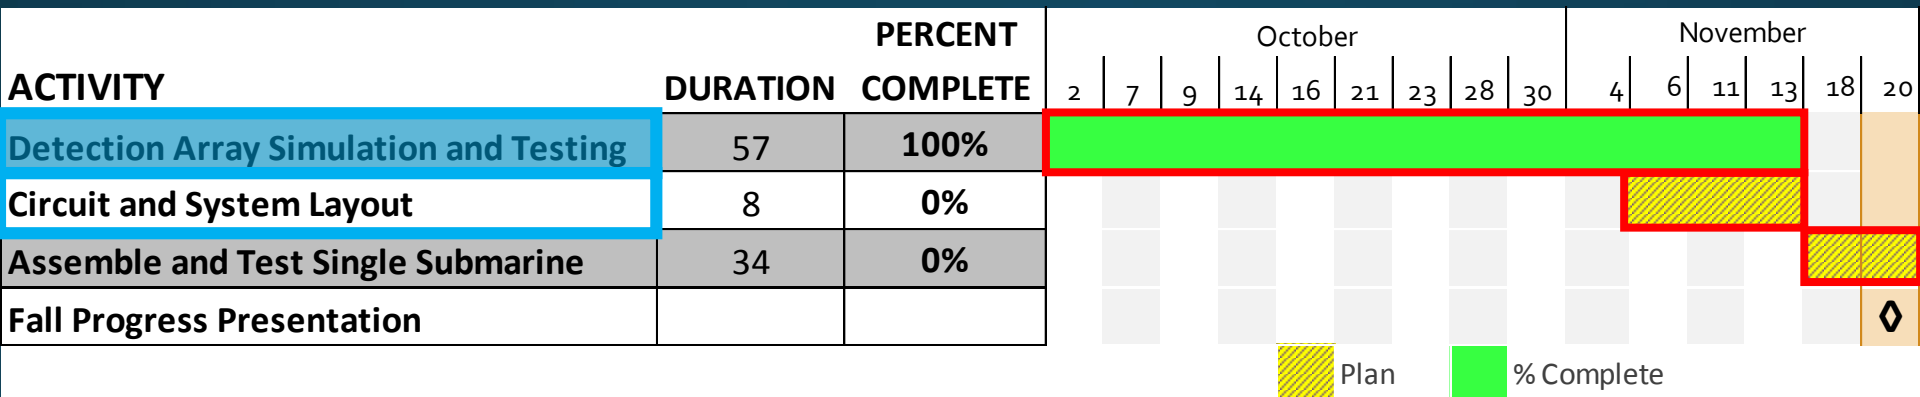 PERCENT October November
ACTIVITY DURATION COMPLETE 2 7 9 14 16 21 23 28 30 4 6 11 13 18 20
Detection Array Simulation and Testing 57 100%
Circuit and System Layout 8 0%
Assemble and Test Single Submarine 34 0%
Fall Progress Presentation ◊
Plan % Complete